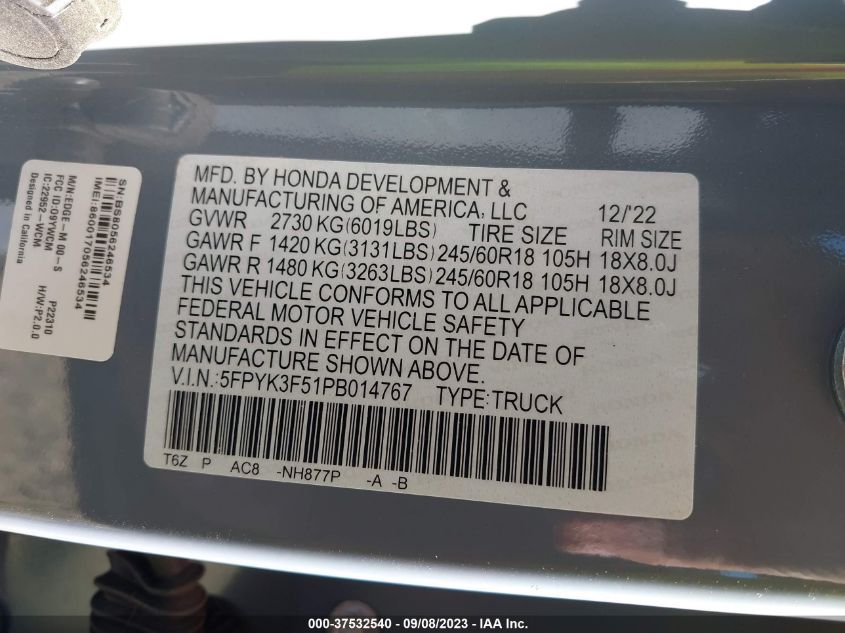 SN:BS8056246534
IMEI:860017056246534
M/N:EDGE-M 00-S P22310
FCC ID:O9YWCM H/W:P2.0.0
IC:22952-WCM
Designed in California
MFD. BY HONDA DEVELOPMENT &
MANUFACTURING OF AMERICA, LLC 12/'22
GVWR 2730 KG(6019LBS) TIRE SIZE RIM SIZE
GAWR F 1420 KG(3131LBS) 245/60R18 105H 18X8.0J
GAWR R 1480 KG(3263LBS) 245/60R18 105H 18X8.0J
THIS VEHICLE CONFORMS TO ALL APPLICABLE
FEDERAL MOTOR VEHICLE SAFETY
STANDARDS IN EFFECT ON THE DATE OF
MANUFACTURE SHOWN ABOVE.
V.I.N.:5FPYK3F51PB014767 TYPE:TRUCK
T6Z P AC8 -NH877P -A -B
000-37532540 - 09/08/2023 - IAA Inc.